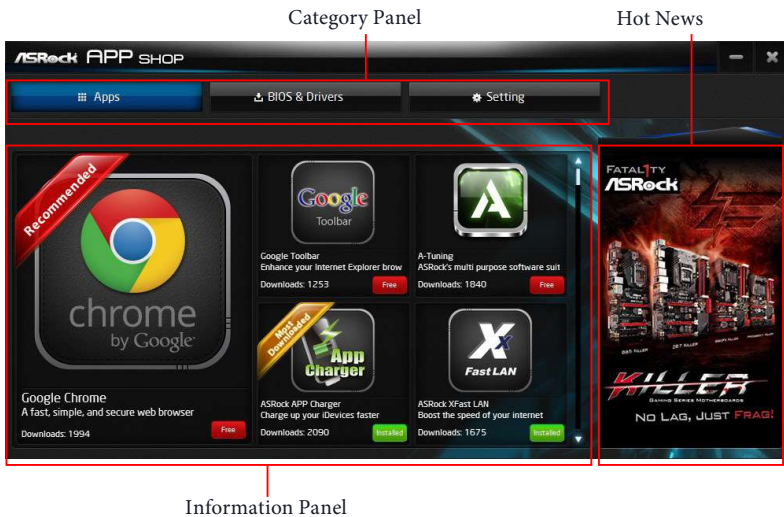 Category Panel
Hot News
ASRock APP SHOP
Apps
BIOS & Drivers
Setting
Recommended
chrome
by Google
Google Chrome
A fast, simple, and secure web browser
Downloads: 1994
Free
Google
Toolbar
Google Toolbar
Enhance your Internet Explorer brow
Downloads: 1253
Free
A-Tuning
ASRock's multi purpose software suit
Downloads: 1840
Free
Most
Downloaded
App
Charger
ASRock APP Charger
Charge up your iDevices faster
Downloads: 2090
Installed
X
Fast LAN
ASRock XFast LAN
Boost the speed of your internet
Downloads: 1675
Installed
FATAL1TY
ASRock
KILLER
GAMING SERIES MOTHERBOARDS
NO LAG, JUST FRAG!
Information Panel